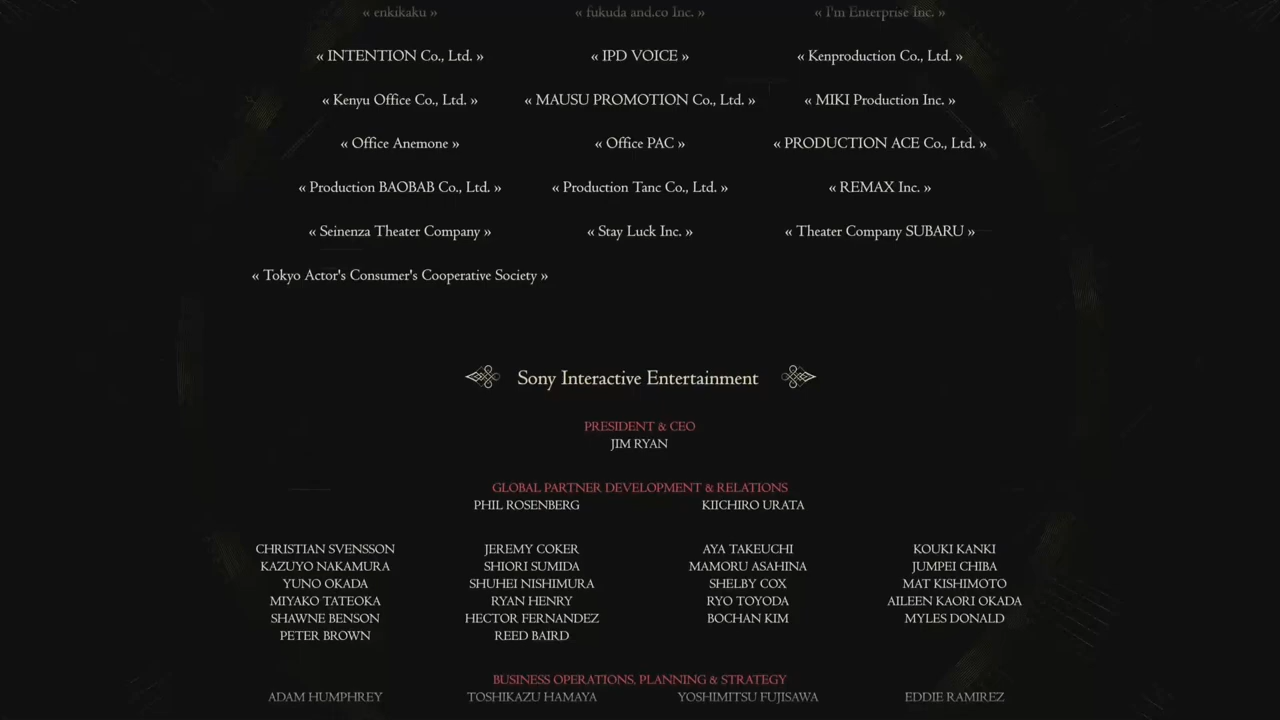 « enkikaku » « fukuda and.co Inc. » « I'm Enterprise Inc. »
« INTENTION Co., Ltd. » « IPD VOICE » « Kenproduction Co., Ltd. »
« Kenyu Office Co., Ltd. » « MAUSU PROMOTION Co., Ltd. » « MIKI Production Inc. »
« Office Anemone » « Office PAC » « PRODUCTION ACE Co., Ltd. »
« Production BAOBAB Co., Ltd. » « Production Tanc Co., Ltd. » « REMAX Inc. »
« Seinenza Theater Company » « Stay Luck Inc. » « Theater Company SUBARU »
« Tokyo Actor's Consumer's Cooperative Society »
Sony Interactive Entertainment
PRESIDENT & CEO
JIM RYAN
GLOBAL PARTNER DEVELOPMENT & RELATIONS
PHIL ROSENBERG KIICHIRO URATA
CHRISTIAN SVENSSON JEREMY COKER AYA TAKEUCHI KOUKI KANKI
KAZUYO NAKAMURA SHIORI SUMIDA MAMORU ASAHINA JUMPEI CHIBA
YUNO OKADA SHUHEI NISHIMURA SHELBY COX MAT KISHIMOTO
MIYAKO TATEOKA RYAN HENRY RYO TOYODA AILEEN KAORI OKADA
SHAWNE BENSON HECTOR FERNANDEZ BOCHAN KIM MYLES DONALD
PETER BROWN REED BAIRD
BUSINESS OPERATIONS, PLANNING & STRATEGY
ADAM HUMPHREY TOSHIKAZU HAMAYA YOSHIMITSU FUJISAWA EDDIE RAMIREZ